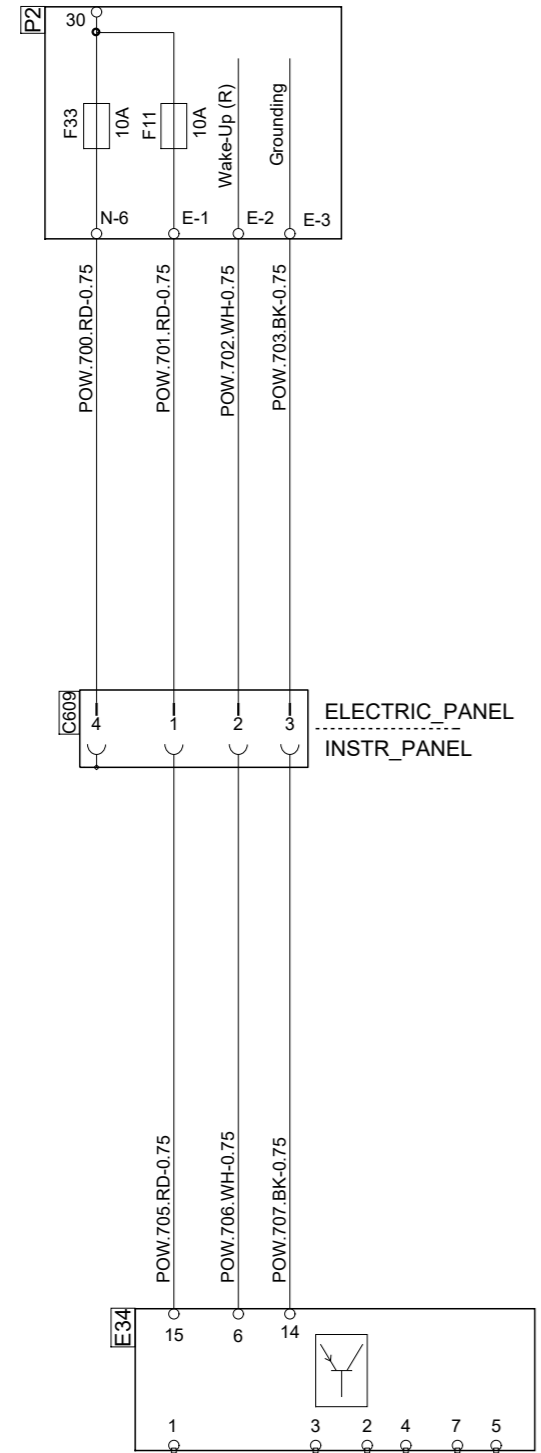 P2
30
F33
10A
F11
10A
Wake-Up (R)
Grounding
N-6
E-1
E-2
E-3
POW.700.RD-0.75
POW.701.RD-0.75
POW.702.WH-0.75
POW.703.BK-0.75
C609
4
1
2
3
ELECTRIC_PANEL
INSTR_PANEL
POW.705.RD-0.75
POW.706.WH-0.75
POW.707.BK-0.75
E34
15
6
14
1
3
2
4
7
5